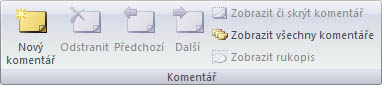 Nový
komentář
Odstranit
Předchozí
Další
Zobrazit či skrýt komentář
Zobrazit všechny komentáře
Zobrazit rukopis
Komentář